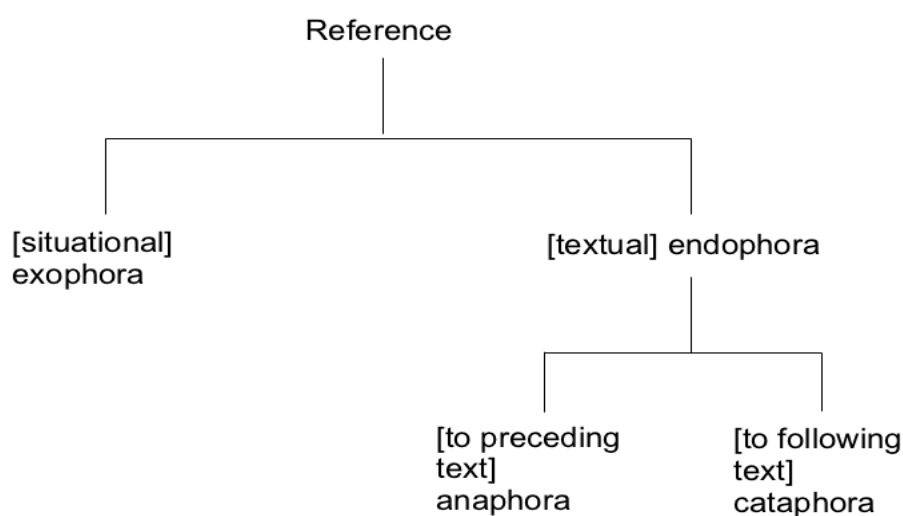 Reference
[situational]
exophora
[textual] endophora
[to preceding
text]
anaphora
[to following
text]
cataphora